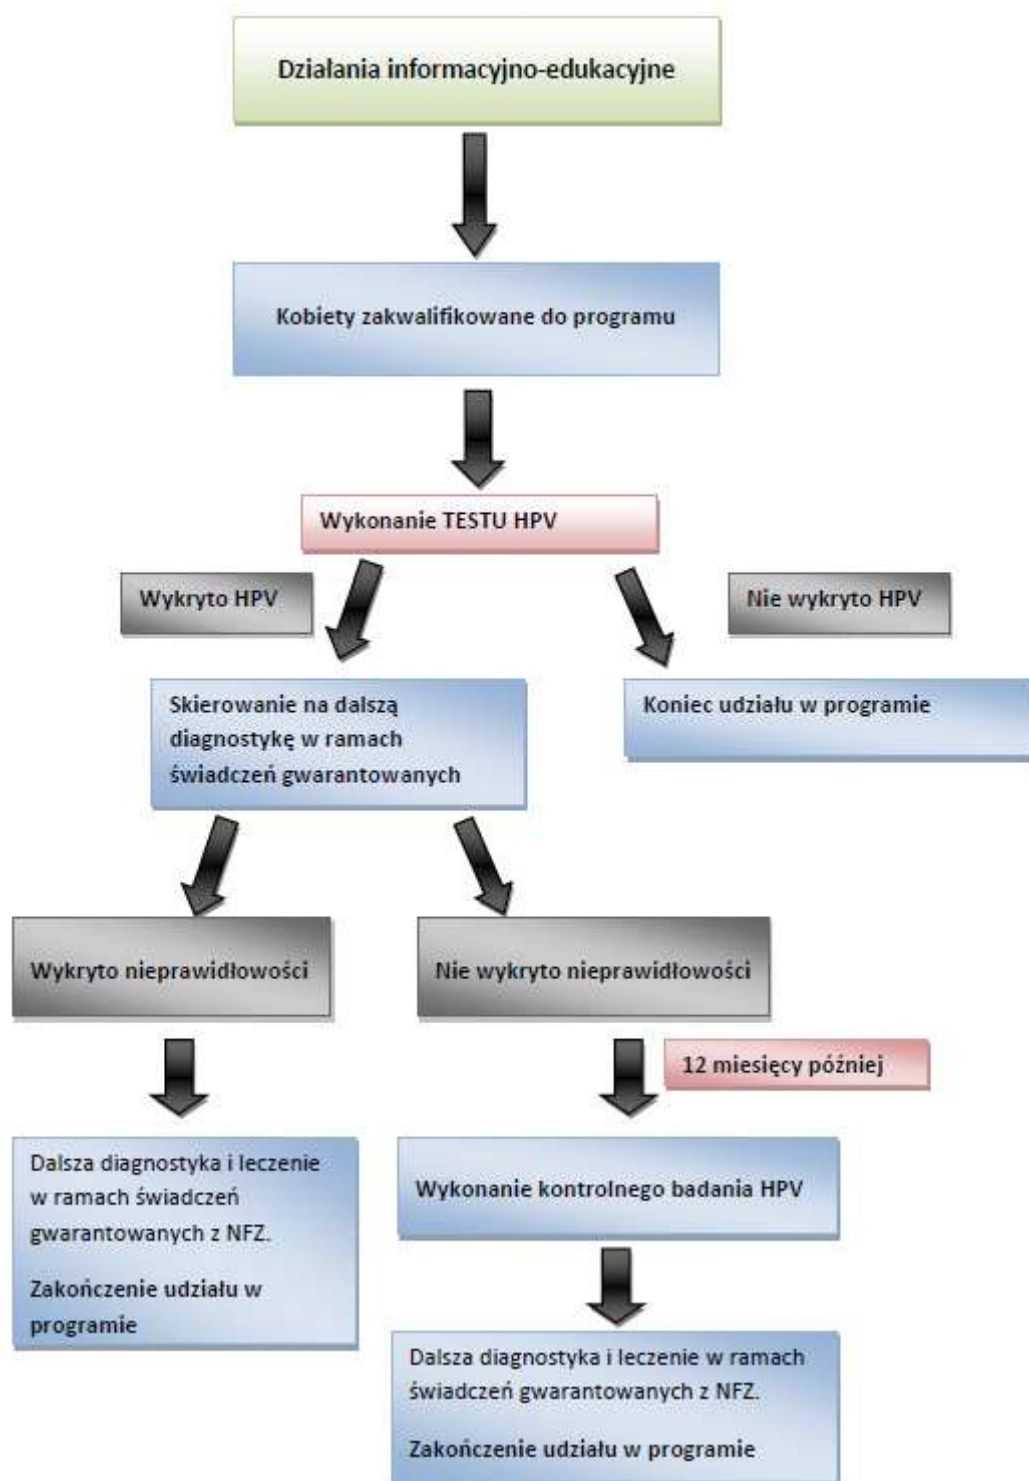 Działania informacyjno-edukacyjne
Kobiety zakwalifikowane do programu
Wykonanie TESTU HPV
Wykryto HPV
Nie wykryto HPV
Skierowanie na dalszą
diagnostykę w ramach
świadczeń gwarantowanych
Koniec udziału w programie
Wykryto nieprawidłowości
Nie wykryto nieprawidłowości
12 miesięcy później
Dalsza diagnostyka i leczenie
w ramach świadczeń
gwarantowanych z NFZ.
Zakończenie udziału w
programie
Wykonanie kontrolnego badania HPV
Dalsza diagnostyka i leczenie w ramach
świadczeń gwarantowanych z NFZ.
Zakończenie udziału w programie